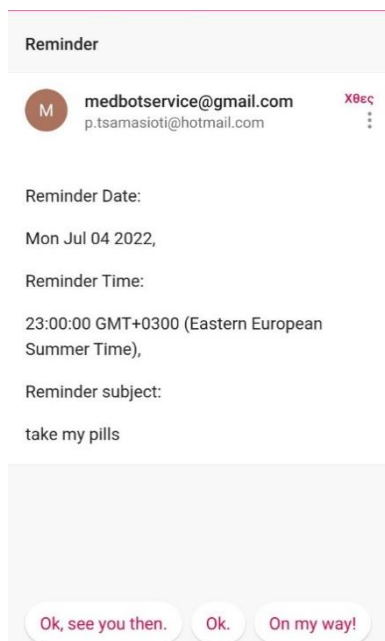 Reminder
M
medbotservice@gmail.com
Χθες
p.tsamasioti@hotmail.com
Reminder Date:
Mon Jul 04 2022,
Reminder Time:
23:00:00 GMT+0300 (Eastern European
Summer Time),
Reminder subject:
take my pills
Ok, see you then.
Ok.
On my way!